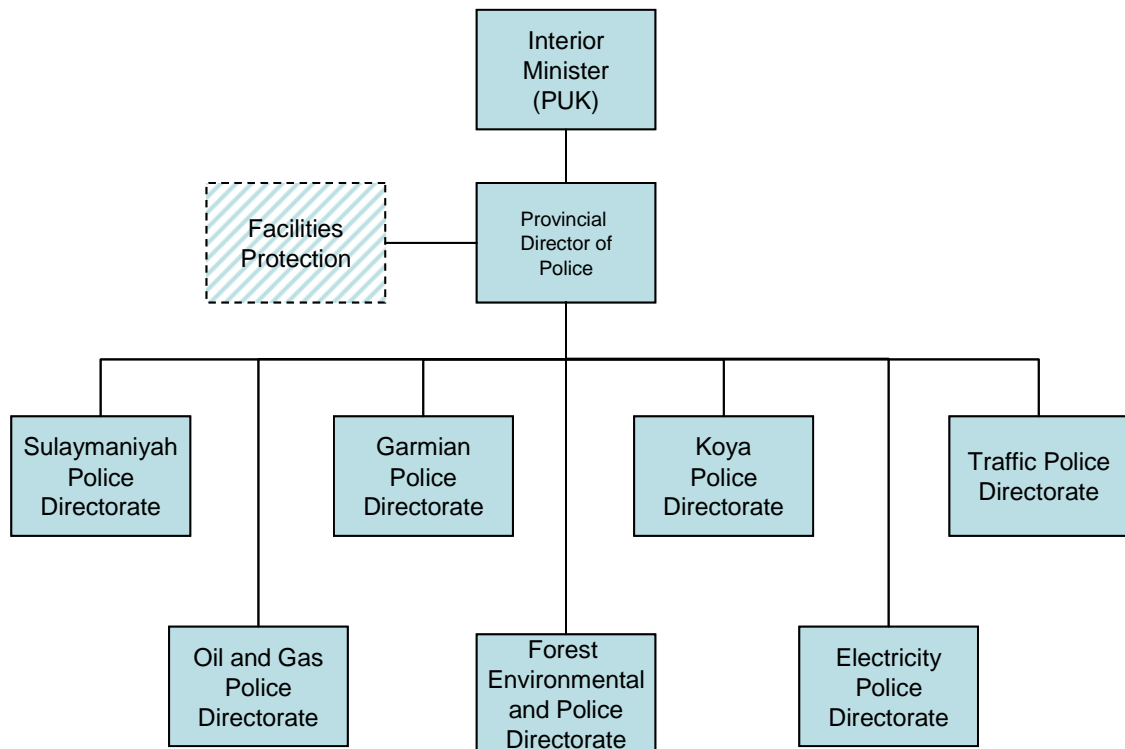 Interior
Minister
(PUK)
Facilities
Protection
Provincial
Director of
Police
Sulaymaniyah
Police
Directorate
Garmian
Police
Directorate
Koya
Police
Directorate
Traffic Police
Directorate
Oil and Gas
Police
Directorate
Forest
Environmental
and Police
Directorate
Electricity
Police
Directorate